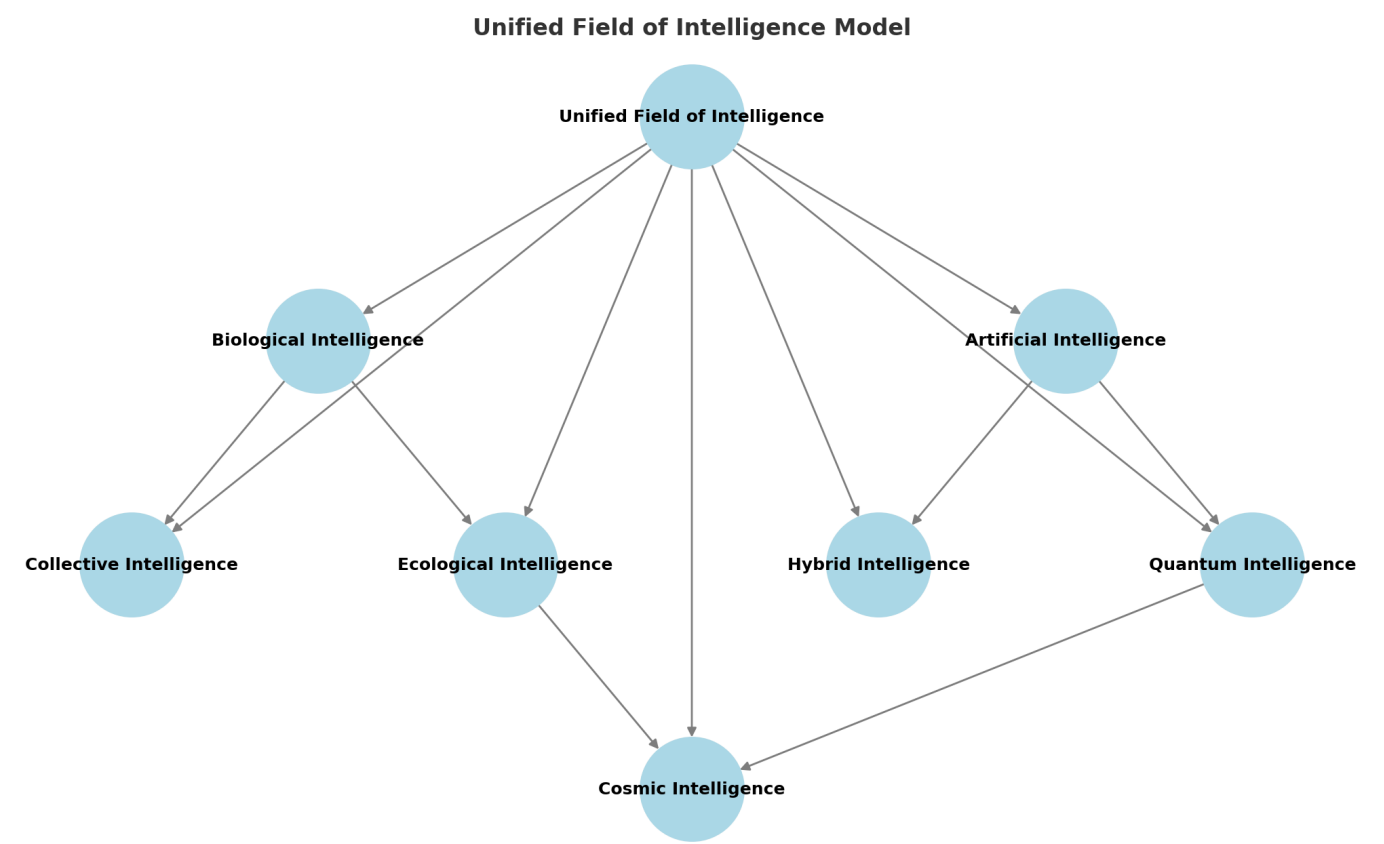 Unified Field of Intelligence Model
Unified Field of Intelligence
Biological Intelligence
Artificial Intelligence
Collective Intelligence
Ecological Intelligence
Hybrid Intelligence
Quantum Intelligence
Cosmic Intelligence